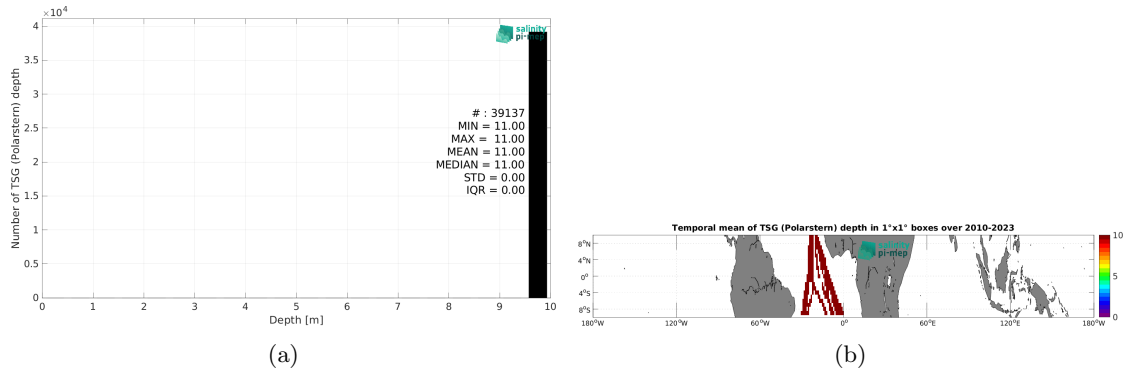 ×10⁴
4
3.5
3
2.5
2
1.5
1
0.5
0
Number of TSG (Polarstern) depth
salinity
pi-mep
# : 39137
MIN = 11.00
MAX = 11.00
MEAN = 11.00
MEDIAN = 11.00
STD = 0.00
IQR = 0.00
0 1 2 3 4 5 6 7 8 9 10
Depth [m]
(a)
Temporal mean of TSG (Polarstern) depth in 1°x1° boxes over 2010-2023
8°N
4°N
0°
4°S
8°S
salinity
pi-mep
180°W 120°W 60°W 0° 60°E 120°E 180°W
10
5
0
(b)